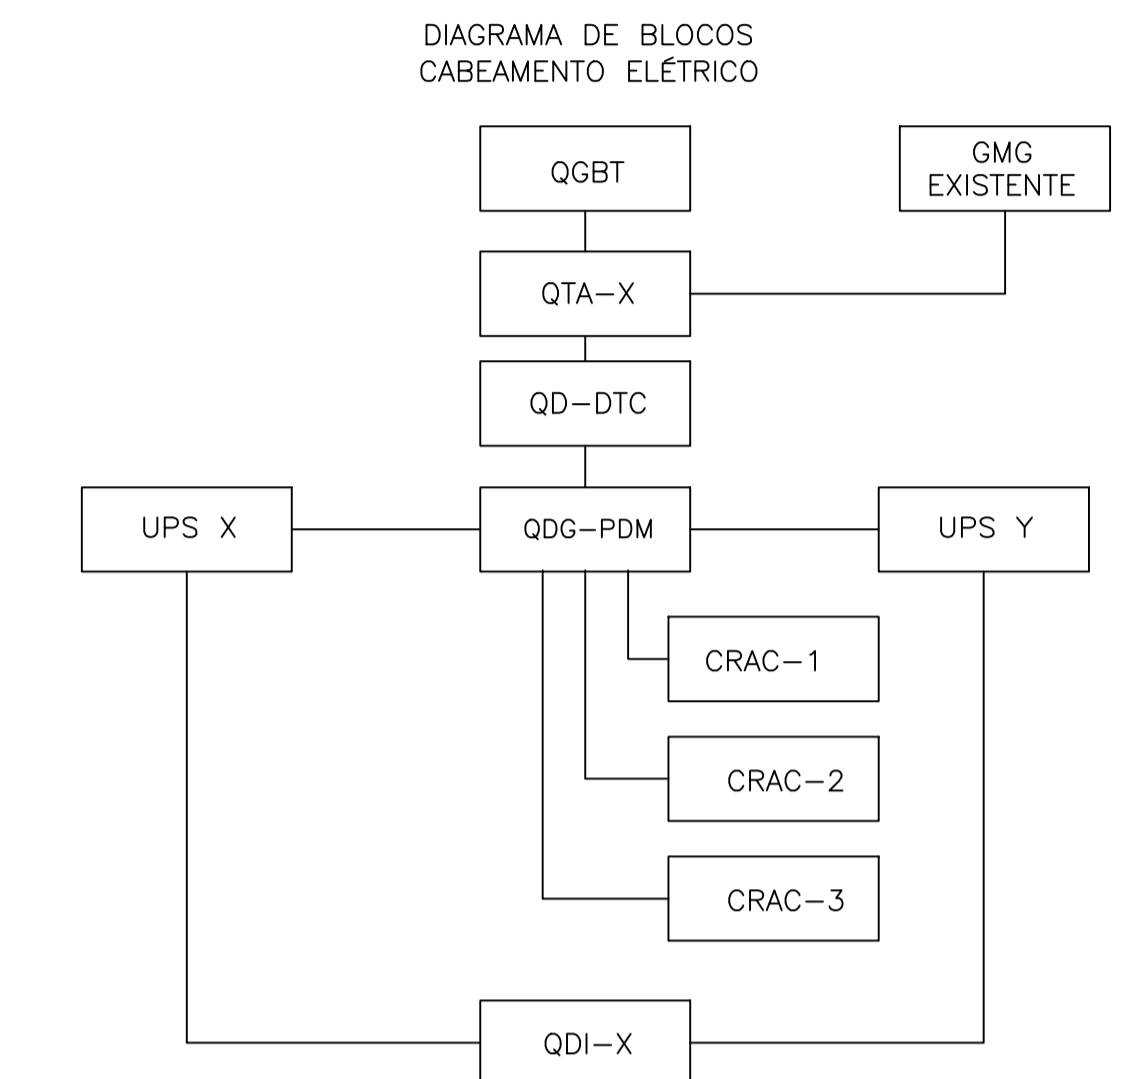 DIAGRAMA DE BLOCOS
CABEAMENTO ELÉTRICO
QGBT
GMG
EXISTENTE
QTA-X
QD-DTC
UPS X
QDG-PDM
UPS Y
CRAC-1
CRAC-2
CRAC-3
QDI-X